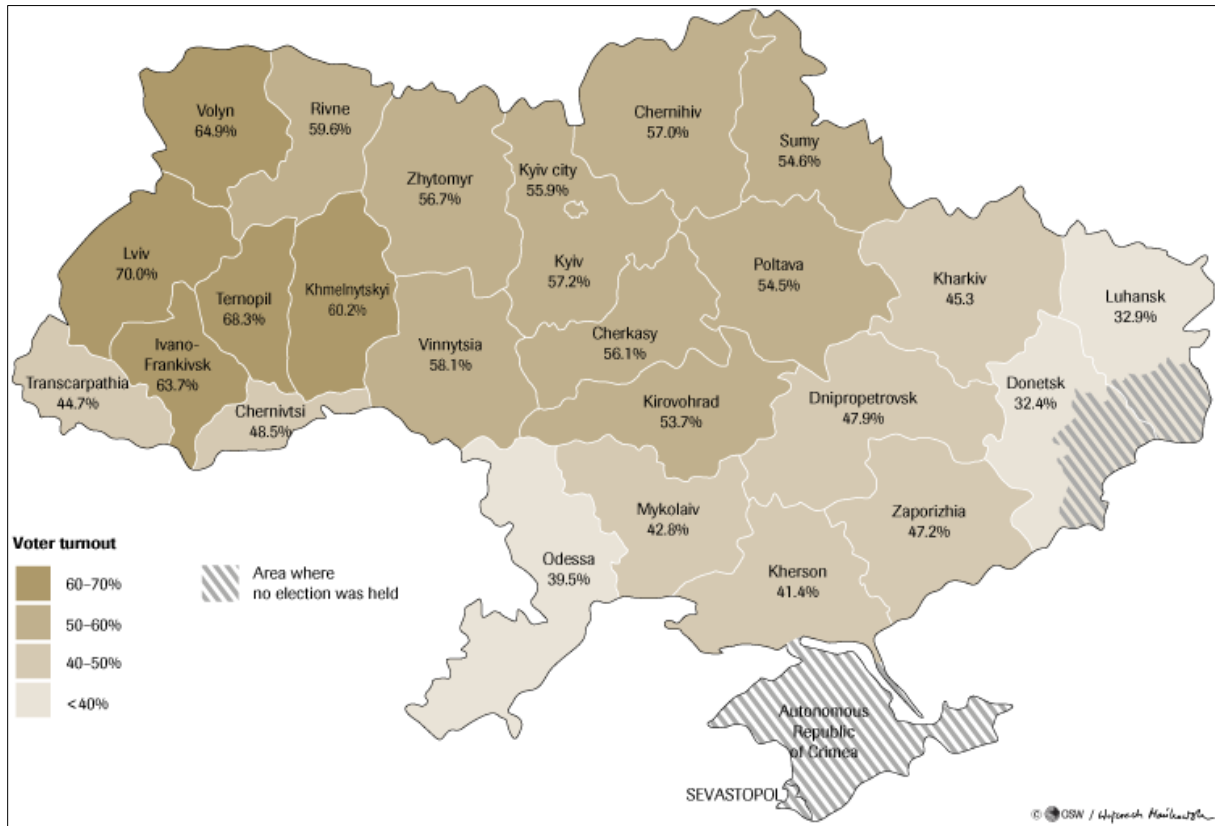 Volyn
64.9%
Rivne
59.6%
Zhytomyr
56.7%
Kyiv city
55.9%
Chernihiv
57.0%
Sumy
54.6%
Lviv
70.0%
Ternopil
68.3%
Khmelnytskyi
60.2%
Kyiv
57.2%
Poltava
54.5%
Kharkiv
45.3
Luhansk
32.9%
Ivano-
Frankivsk
63.7%
Vinnytsia
58.1%
Cherkasy
56.1%
Transcarpathia
44.7%
Chernivtsi
48.5%
Kirovohrad
53.7%
Dnipropetrovsk
47.9%
Donetsk
32.4%
Mykolaiv
42.8%
Zaporizhia
47.2%
Odessa
39.5%
Kherson
41.4%
Autonomous
Republic
of Crimea
SEVASTOPOL
Voter turnout
60–70%
50–60%
40–50%
<40%
Area where
no election was held
© OSW /